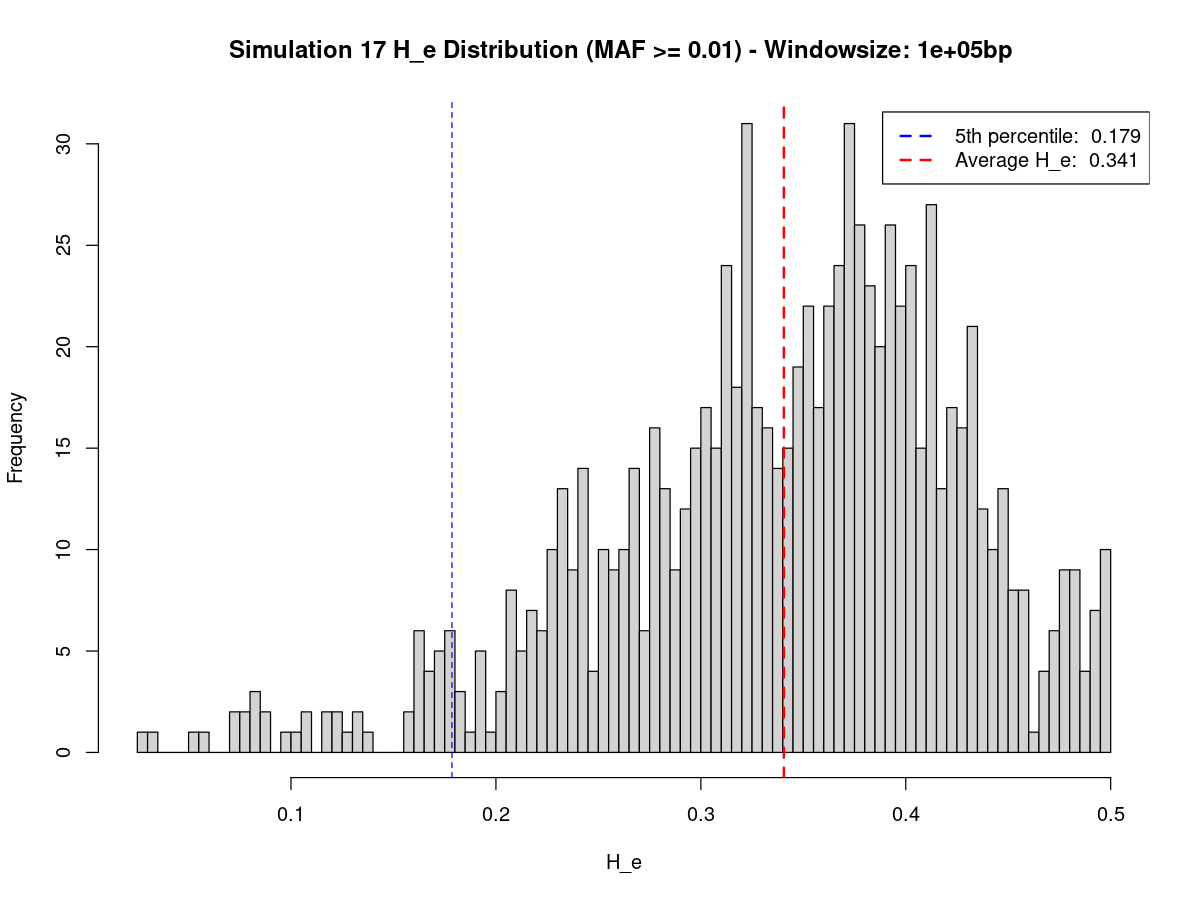 Simulation 17 H_e Distribution (MAF >= 0.01) - Windowsize: 1e+05bp
5th percentile:  0.179
Average H_e:  0.341
Frequency
30
25
20
15
10
5
0
0.1 0.2 0.3 0.4 0.5
H_e